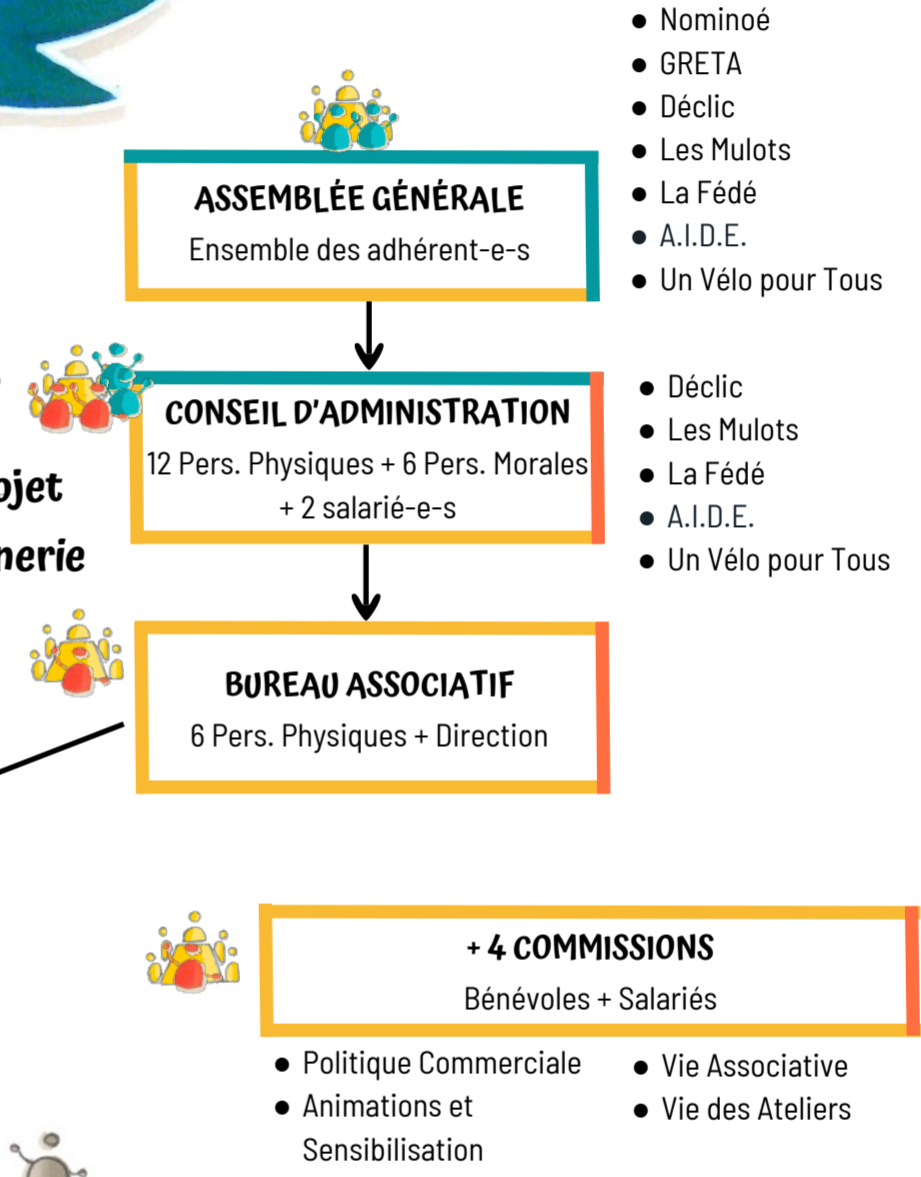 Nominoé
GRETA
Déclic
Les Mulots
La Fédé
A.I.D.E.
Un Vélo pour Tous
ASSEMBLÉE GÉNÉRALE
Ensemble des adhérent-e-s
CONSEIL D'ADMINISTRATION
12 Pers. Physiques + 6 Pers. Morales
+ 2 salarié-e-s
Déclic
Les Mulots
La Fédé
A.I.D.E.
Un Vélo pour Tous
BUREAU ASSOCIATIF
6 Pers. Physiques + Direction
+ 4 COMMISSIONS
Bénévoles + Salariés
Politique Commerciale
Animations et
Sensibilisation
Vie Associative
Vie des Ateliers